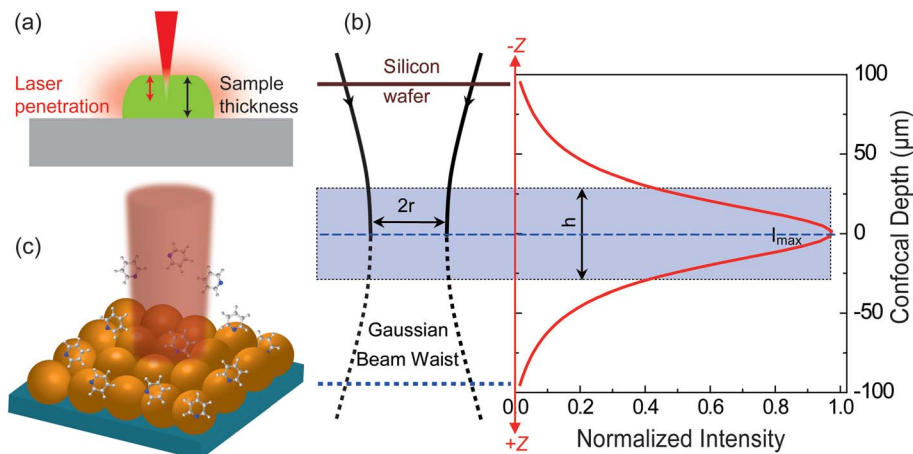 (a)
Laser
penetration
Sample
thickness
(b)
-Z
Silicon
wafer
2r
h
Imax
Gaussian
Beam Waist
+Z
100
50
0
-50
-100
Confocal Depth (µm)
0.0 0.2 0.4 0.6 0.8 1.0
Normalized Intensity
(c)